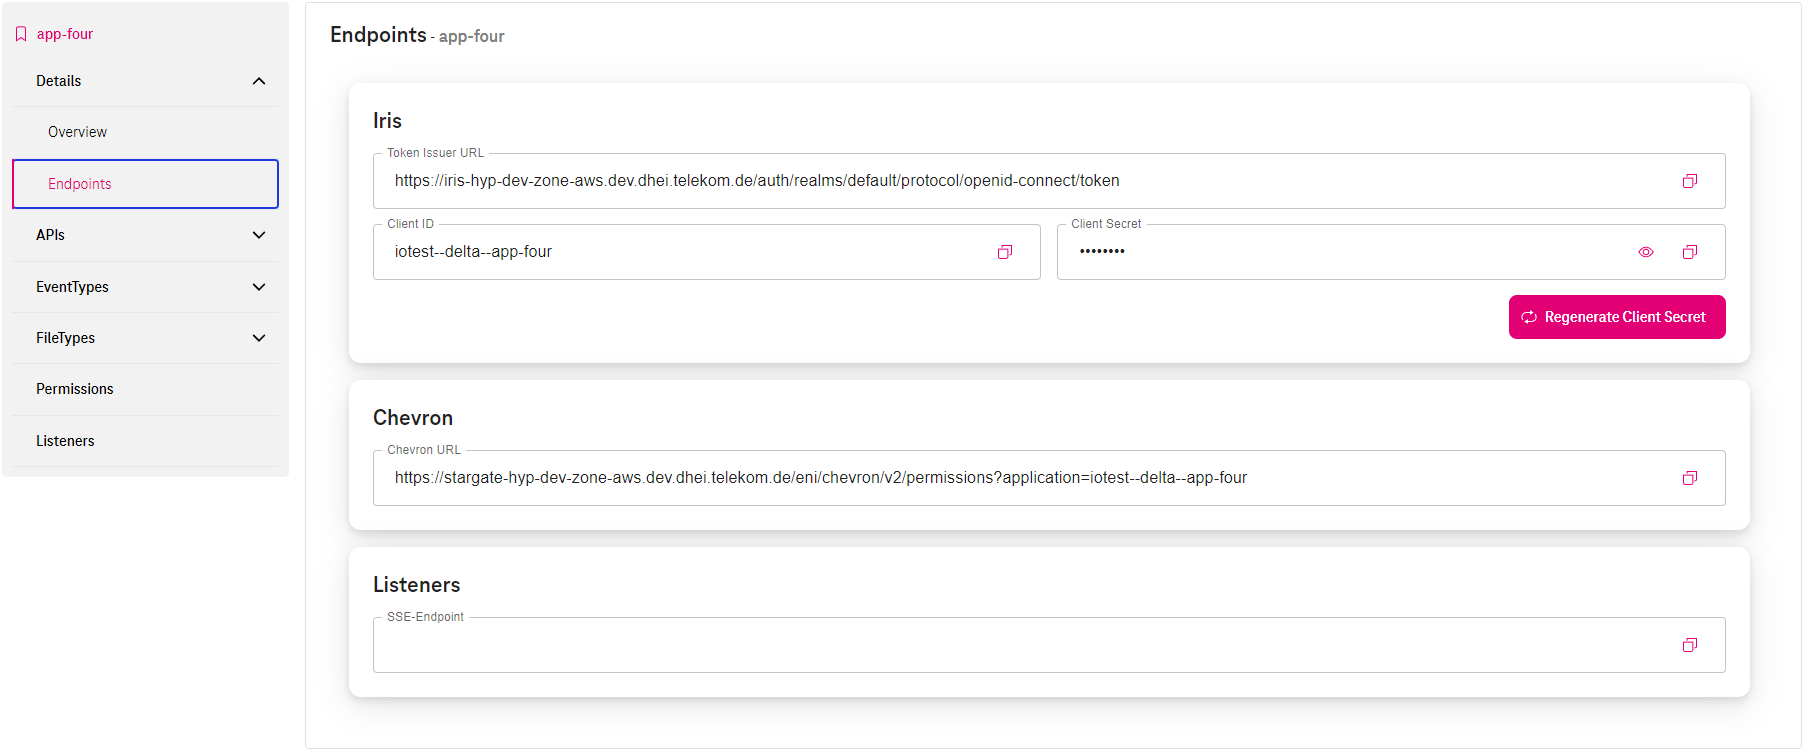 app-four
Details
Overview
Endpoints
APIs
EventTypes
FileTypes
Permissions
Listeners
Endpoints - app-four
Iris
Token Issuer URL
https://iris-hyp-dev-zone-aws.dev.dhei.telekom.de/auth/realms/default/protocol/openid-connect/token
Client ID
iotest--delta--app-four
Client Secret
••••••••
Regenerate Client Secret
Chevron
Chevron URL
https://stargate-hyp-dev-zone-aws.dev.dhei.telekom.de/eni/chevron/v2/permissions?application=iotest--delta--app-four
Listeners
SSE-Endpoint